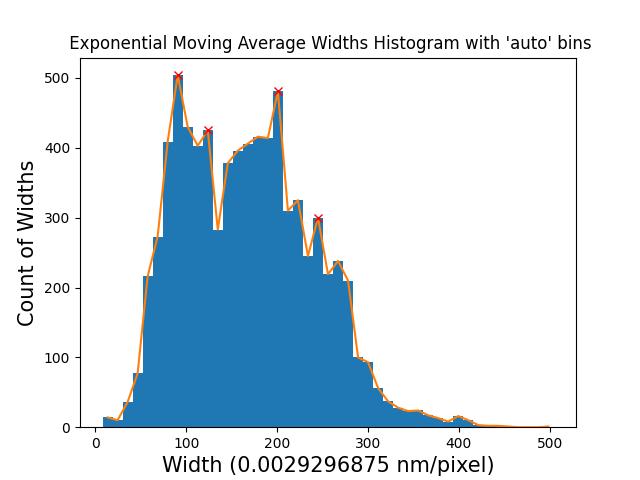 Exponential Moving Average Widths Histogram with 'auto' bins
500
400
300
200
100
0
Count of Widths
0 100 200 300 400 500
Width (0.0029296875 nm/pixel)